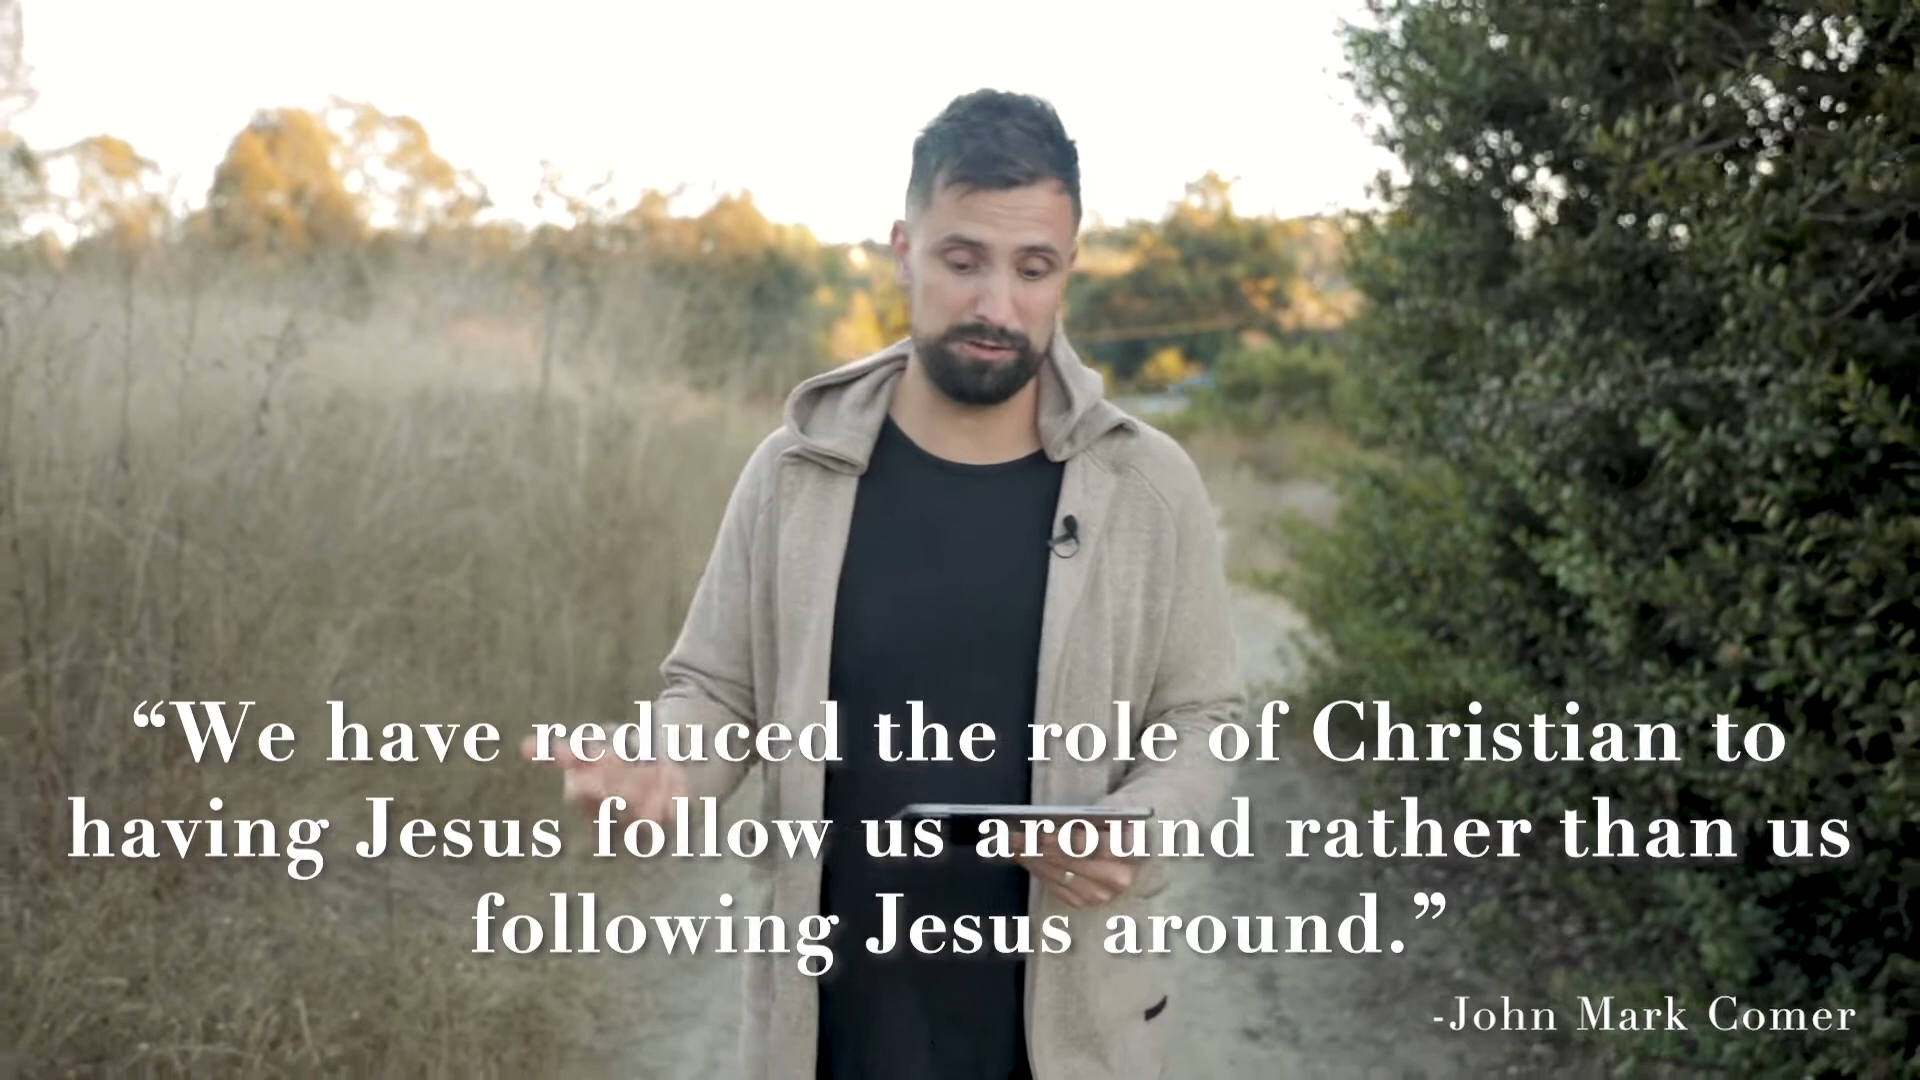 “We have reduced the role of Christian to
having Jesus follow us around rather than us
following Jesus around.”
-John Mark Comer